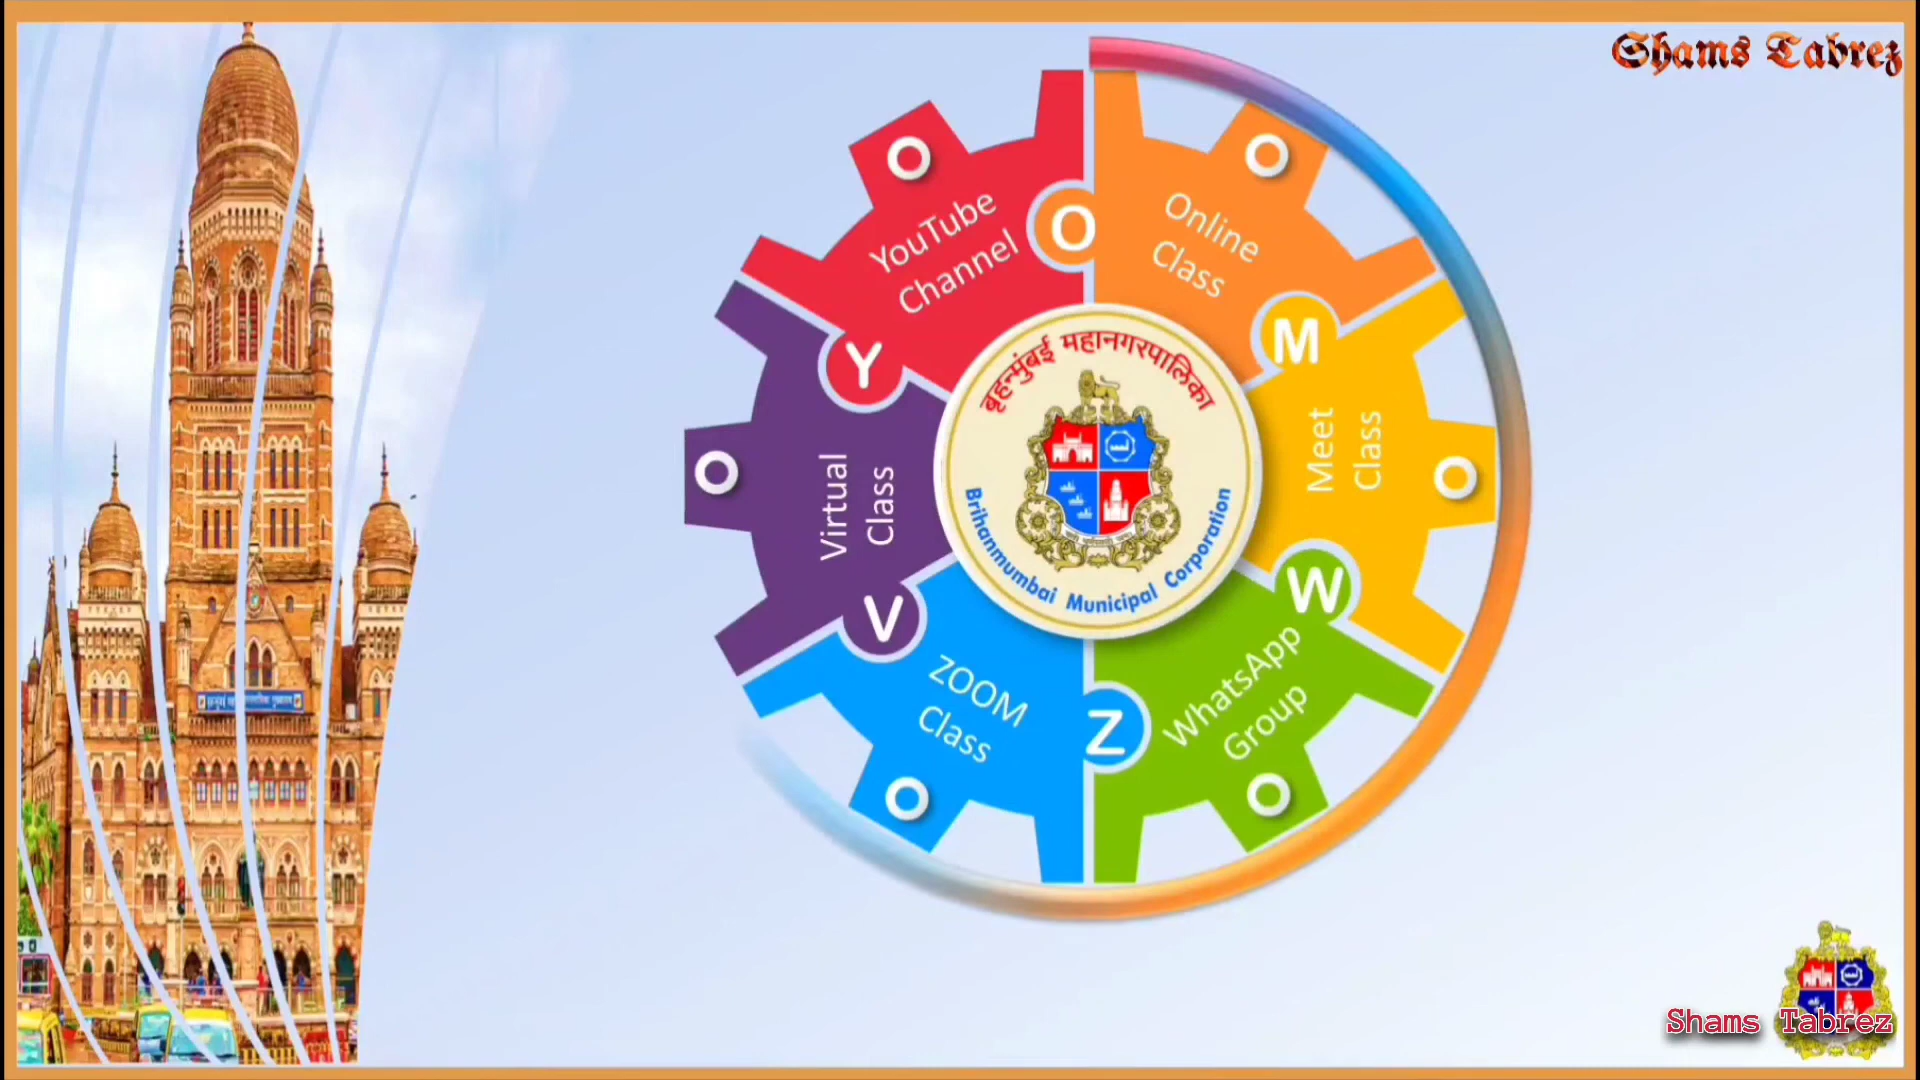 Shams Tabrez
YouTube
Channel
O
Online
Class
M
Meet
Class
W
WhatsApp
Group
Z
ZOOM
Class
V
Virtual
Class
Y
बृहन्मुंबई महानगरपालिका
Brihanmumbai Municipal Corporation
Shams Tabrez